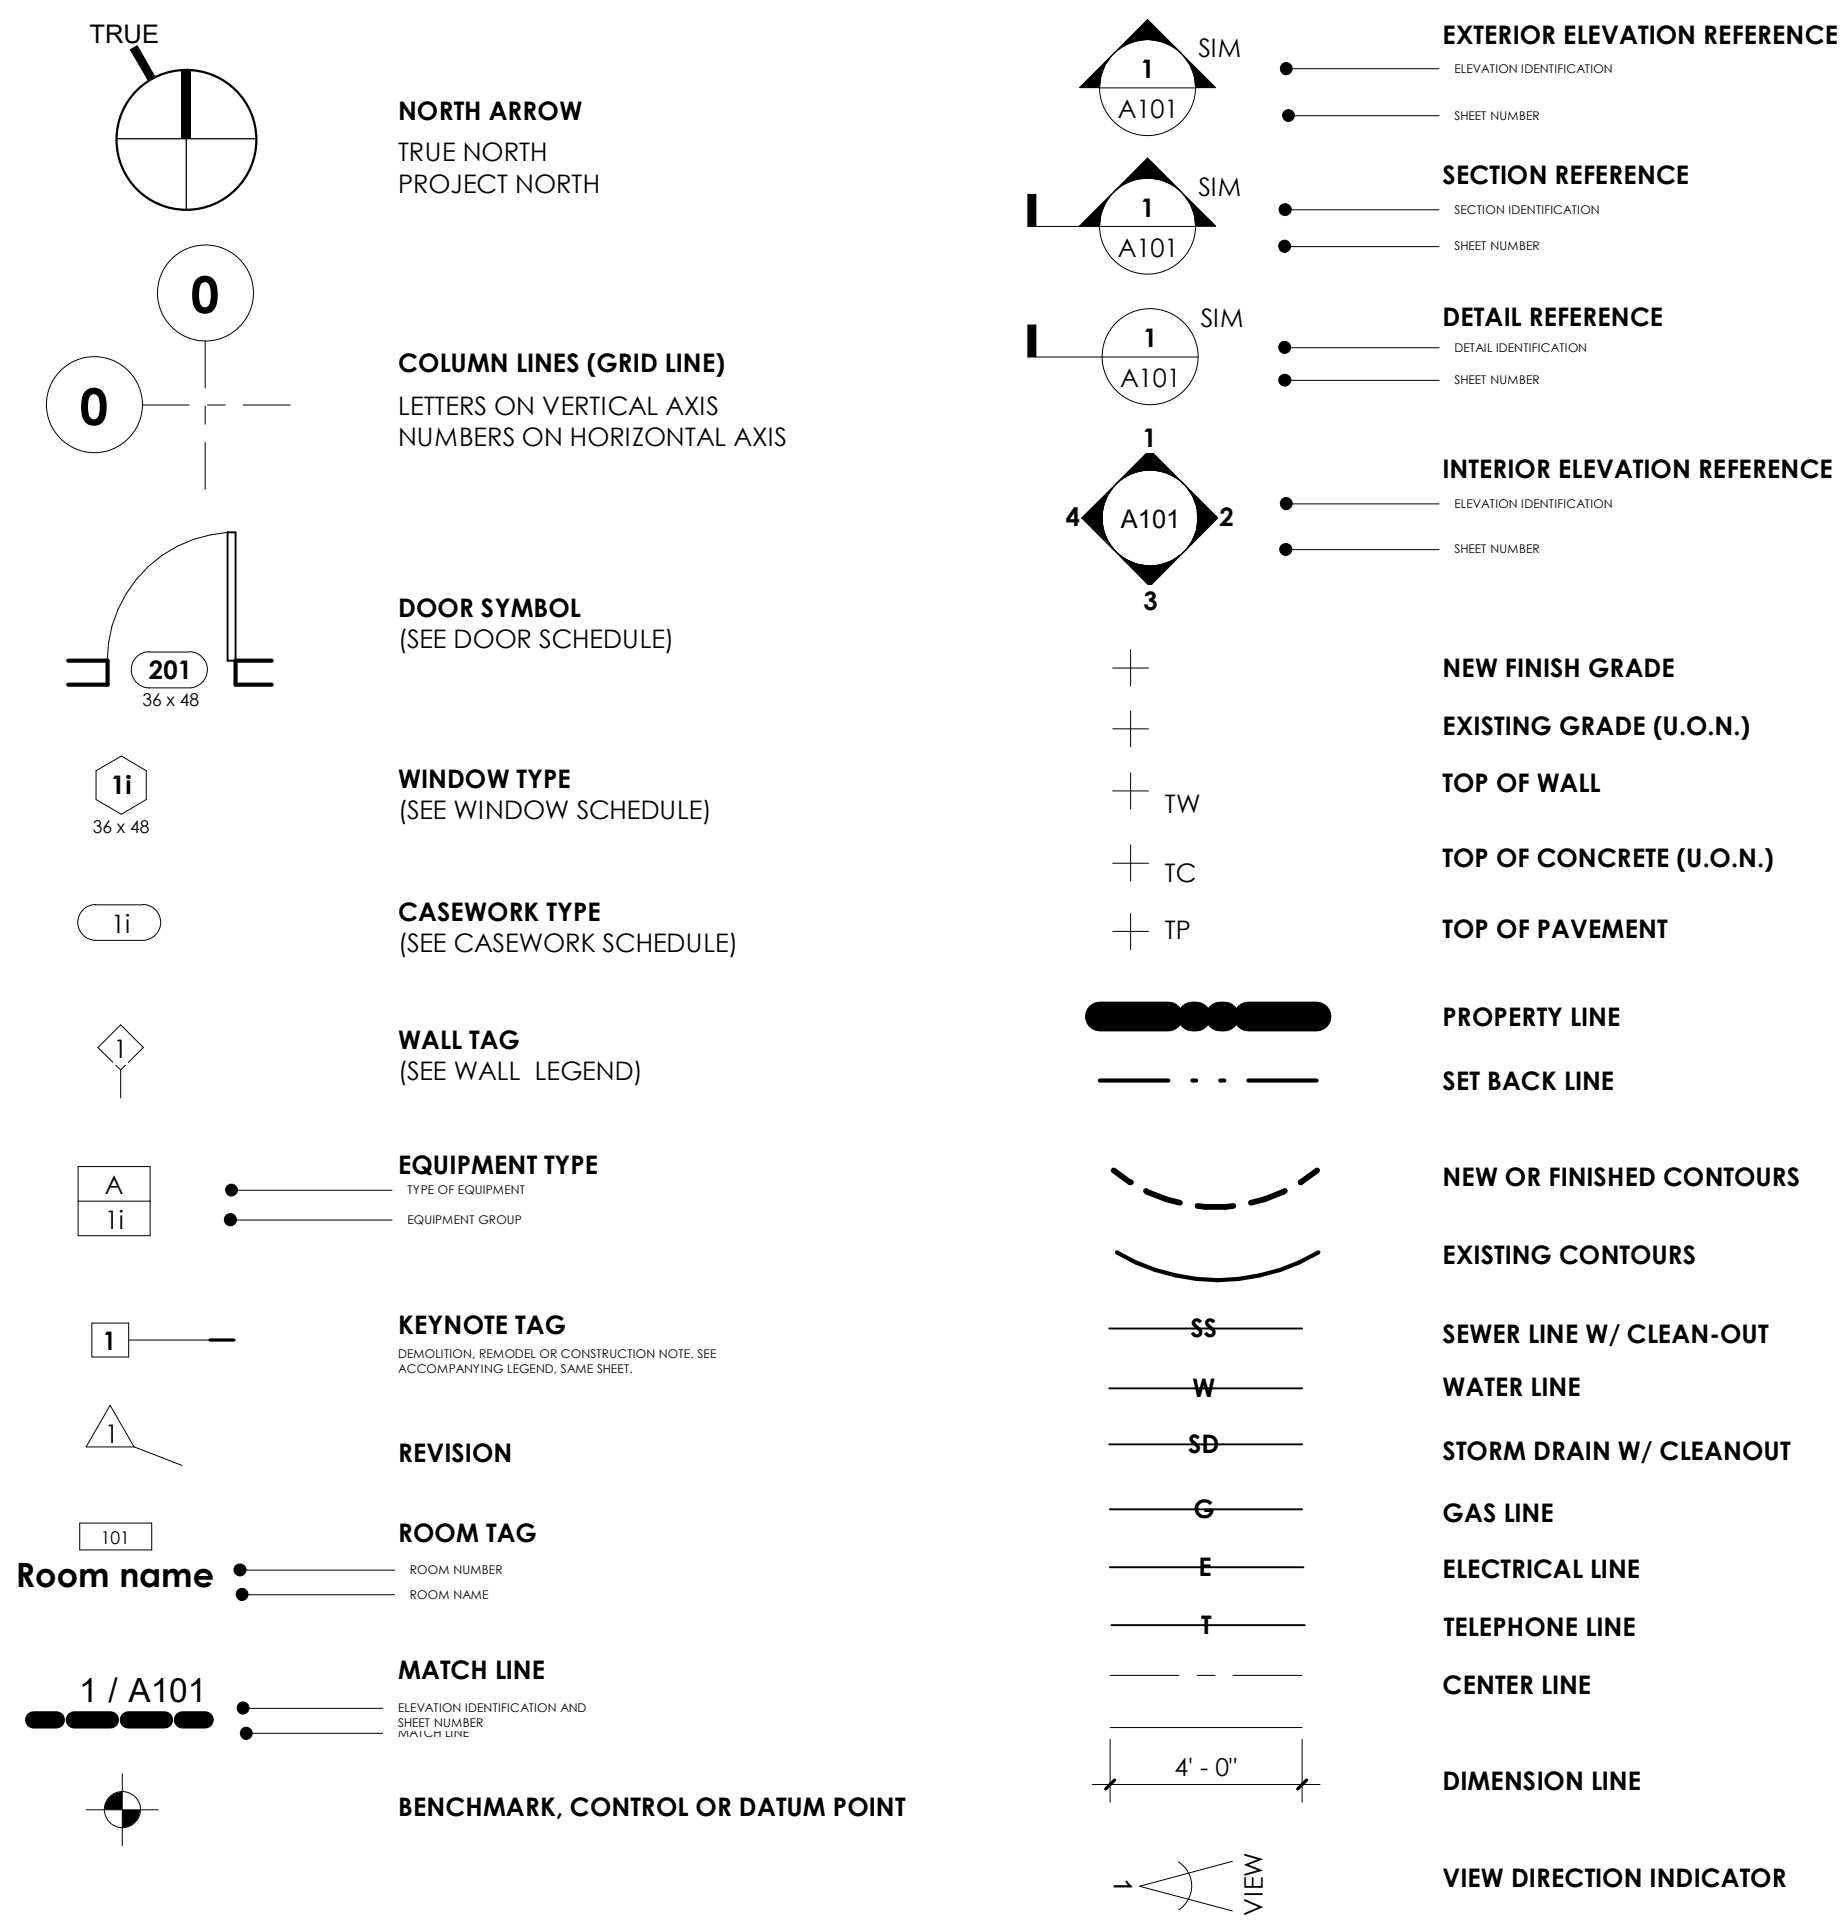 TRUE
NORTH ARROW
TRUE NORTH
PROJECT NORTH
0
0
COLUMN LINES (GRID LINE)
LETTERS ON VERTICAL AXIS
NUMBERS ON HORIZONTAL AXIS
201
36 x 48
DOOR SYMBOL
(SEE DOOR SCHEDULE)
1i
36 x 48
WINDOW TYPE
(SEE WINDOW SCHEDULE)
1i
CASEWORK TYPE
(SEE CASEWORK SCHEDULE)
1
WALL TAG
(SEE WALL LEGEND)
A
1i
EQUIPMENT TYPE
TYPE OF EQUIPMENT
EQUIPMENT GROUP
1
KEYNOTE TAG
DEMOLITION, REMODEL OR CONSTRUCTION NOTE. SEE
ACCOMPANYING LEGEND, SAME SHEET.
1
REVISION
101
Room name
ROOM TAG
ROOM NUMBER
ROOM NAME
1 / A101
MATCH LINE
ELEVATION IDENTIFICATION AND
SHEET NUMBER
MATCH LINE
BENCHMARK, CONTROL OR DATUM POINT
1
A101
SIM
EXTERIOR ELEVATION REFERENCE
ELEVATION IDENTIFICATION
SHEET NUMBER
1
A101
SIM
SECTION REFERENCE
SECTION IDENTIFICATION
SHEET NUMBER
1
A101
SIM
DETAIL REFERENCE
DETAIL IDENTIFICATION
SHEET NUMBER
1
4 A101 2
3
INTERIOR ELEVATION REFERENCE
ELEVATION IDENTIFICATION
SHEET NUMBER
NEW FINISH GRADE
EXISTING GRADE (U.O.N.)
TW
TOP OF WALL
TC
TOP OF CONCRETE (U.O.N.)
TP
TOP OF PAVEMENT
PROPERTY LINE
SET BACK LINE
NEW OR FINISHED CONTOURS
EXISTING CONTOURS
SS
SEWER LINE W/ CLEAN-OUT
W
WATER LINE
SD
STORM DRAIN W/ CLEANOUT
G
GAS LINE
E
ELECTRICAL LINE
T
TELEPHONE LINE
CENTER LINE
4' - 0"
DIMENSION LINE
1
VIEW
VIEW DIRECTION INDICATOR